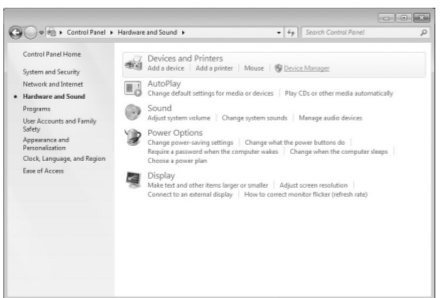 Control Panel ▸ Hardware and Sound ▸
Search Control Panel
Control Panel Home
System and Security
Network and Internet
Hardware and Sound
Programs
User Accounts and Family
Safety
Appearance and
Personalization
Clock, Language, and Region
Ease of Access
Devices and Printers
Add a device | Add a printer | Mouse | Device Manager
AutoPlay
Change default settings for media or devices | Play CDs or other media automatically
Sound
Adjust system volume | Change system sounds | Manage audio devices
Power Options
Change power-saving settings | Change what the power buttons do |
Require a password when the computer wakes | Change when the computer sleeps |
Choose a power plan
Display
Make text and other items larger or smaller | Adjust screen resolution |
Connect to an external display | How to correct monitor flicker (refresh rate)